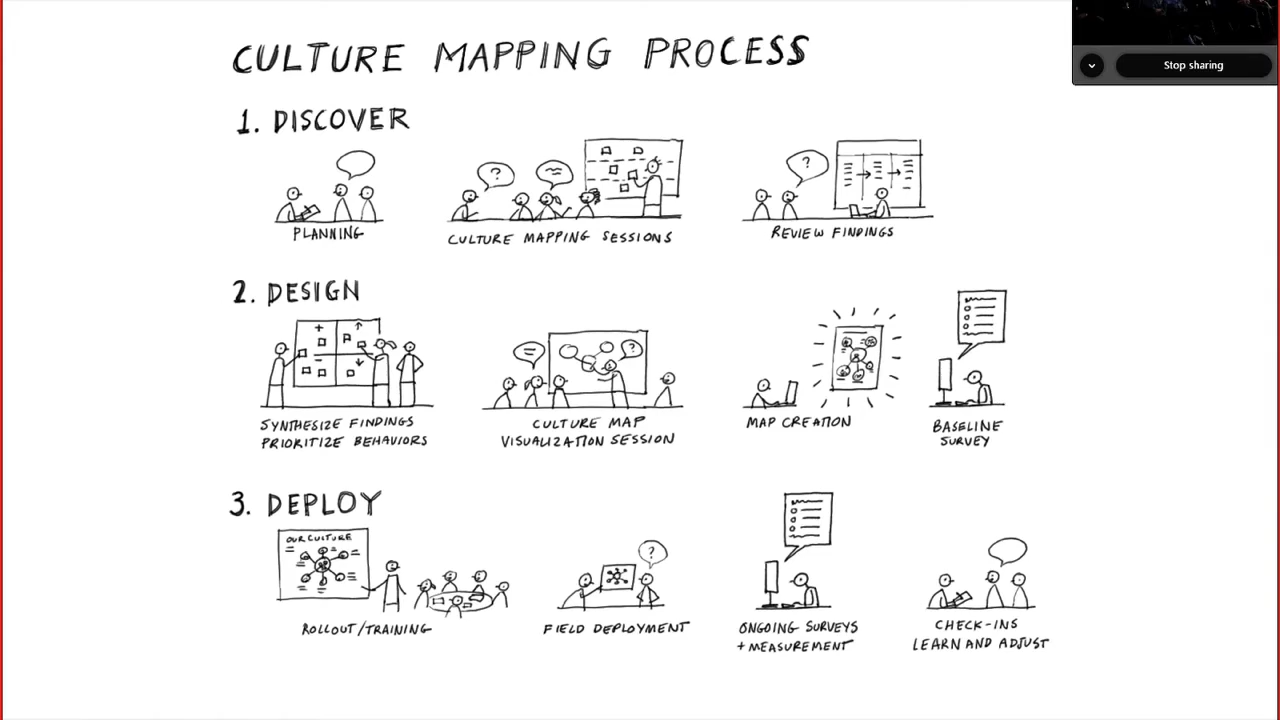 CULTURE MAPPING PROCESS
Stop sharing
1. DISCOVER
?
?
PLANNING
CULTURE MAPPING SESSIONS
REVIEW FINDINGS
2. DESIGN
+
-
?
SYNTHESIZE FINDINGS
PRIORITIZE BEHAVIORS
CULTURE MAP
VISUALIZATION SESSION
MAP CREATION
BASELINE
SURVEY
3. DEPLOY
OUR CULTURE
?
ROLLOUT/TRAINING
FIELD DEPLOYMENT
ONGOING SURVEYS
+ MEASUREMENT
CHECK-INS
LEARN AND ADJUST